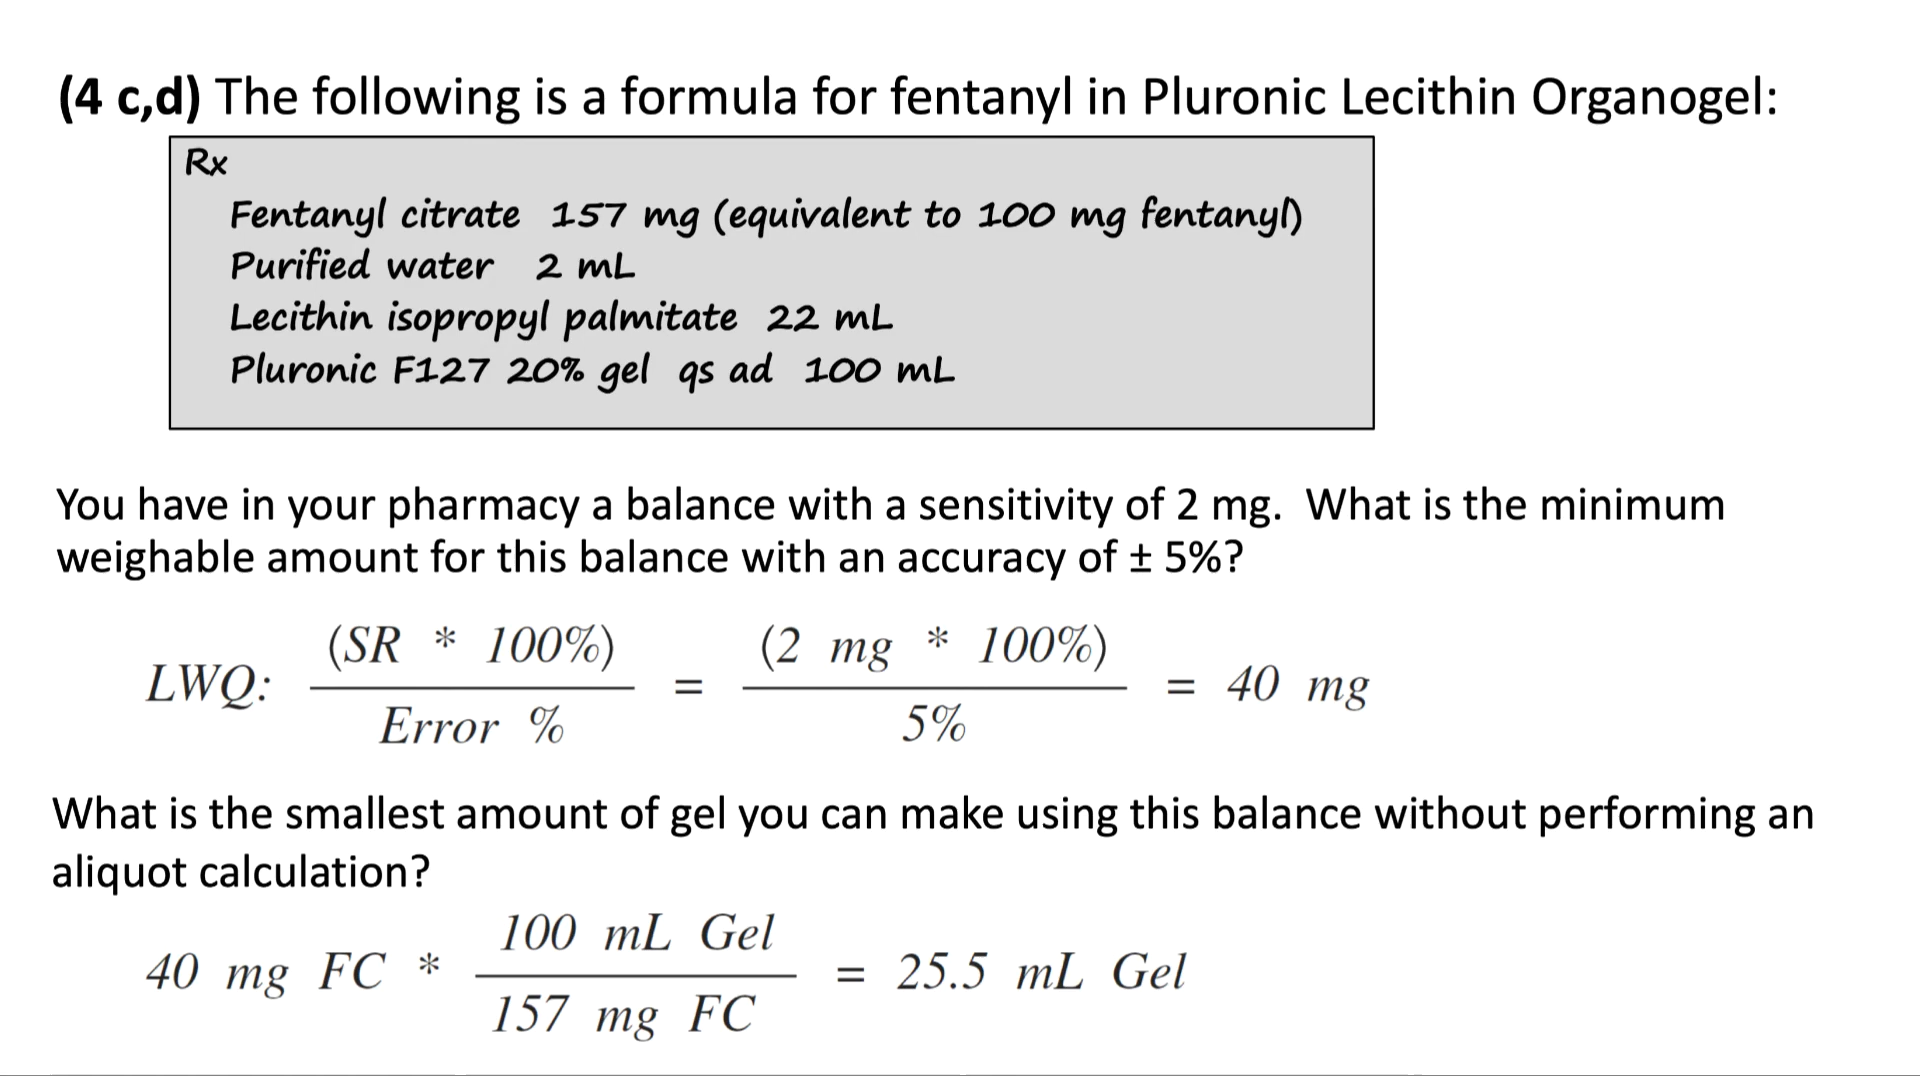 (4 c,d) The following is a formula for fentanyl in Pluronic Lecithin Organogel:
Rx
Fentanyl citrate 157 mg (equivalent to 100 mg fentanyl)
Purified water 2 mL
Lecithin isopropyl palmitate 22 mL
Pluronic F127 20% gel qs ad 100 mL
You have in your pharmacy a balance with a sensitivity of 2 mg. What is the minimum
weighable amount for this balance with an accuracy of ± 5%?
LWQ: (SR * 100%) / Error % = (2 mg * 100%) / 5% = 40 mg
What is the smallest amount of gel you can make using this balance without performing an
aliquot calculation?
40 mg FC * 100 mL Gel / 157 mg FC = 25.5 mL Gel